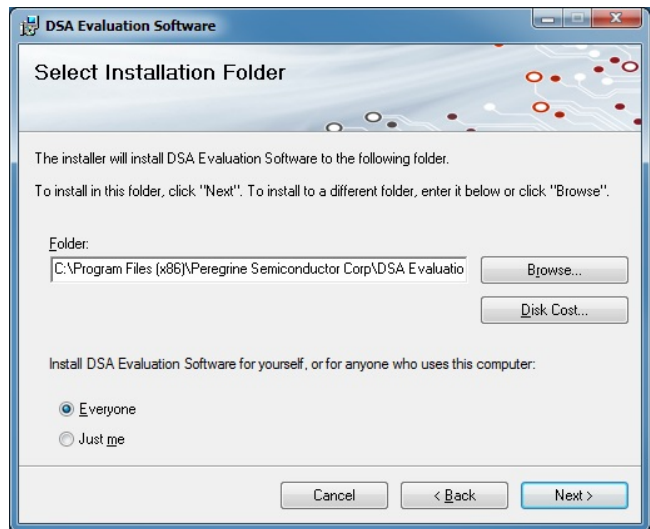 DSA Evaluation Software
Select Installation Folder
The installer will install DSA Evaluation Software to the following folder.
To install in this folder, click "Next". To install to a different folder, enter it below or click "Browse".
Folder:
C:\Program Files (x86)\Peregrine Semiconductor Corp\DSA Evaluatio
Browse...
Disk Cost...
Install DSA Evaluation Software for yourself, or for anyone who uses this computer:
Everyone
Just me
Cancel
< Back
Next >